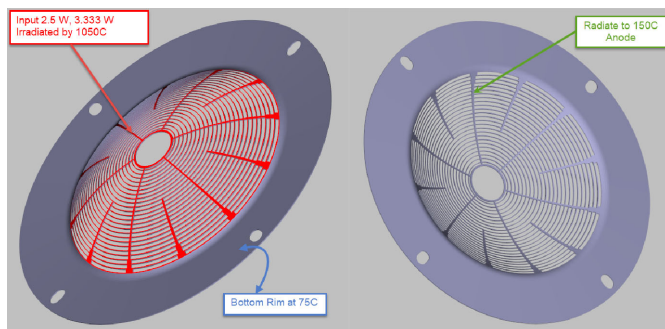 Input 2.5 W, 3.333 W
Irradiated by 1050C
Radiate to 150C
Anode
Bottom Rim at 75C